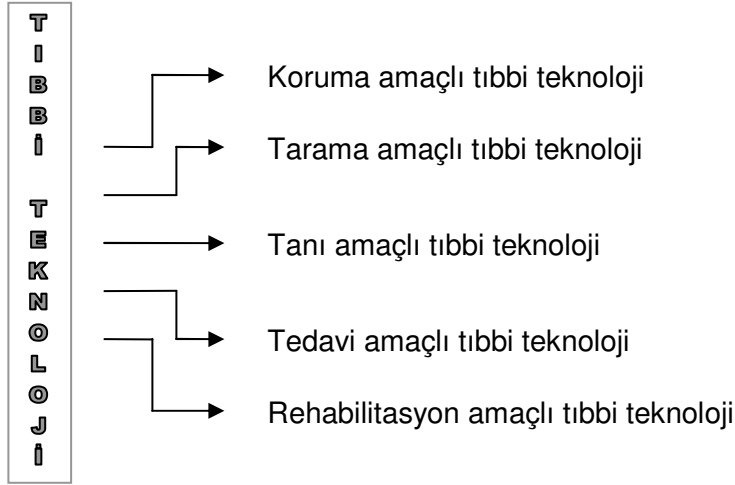 TIBBİ TEKNOLOJİ
Koruma amaçlı tıbbi teknoloji
Tarama amaçlı tıbbi teknoloji
Tanı amaçlı tıbbi teknoloji
Tedavi amaçlı tıbbi teknoloji
Rehabilitasyon amaçlı tıbbi teknoloji